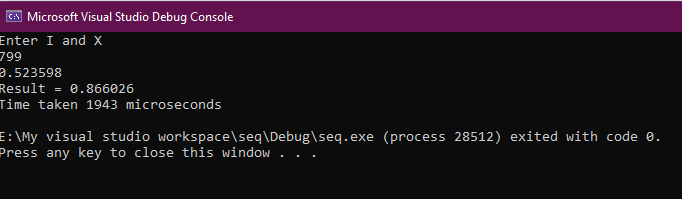 Microsoft Visual Studio Debug Console
Enter I and X
799
0.523598
Result = 0.866026
Time taken 1943 microseconds
E:\My visual studio workspace\seq\Debug\seq.exe (process 28512) exited with code 0.
Press any key to close this window . . .